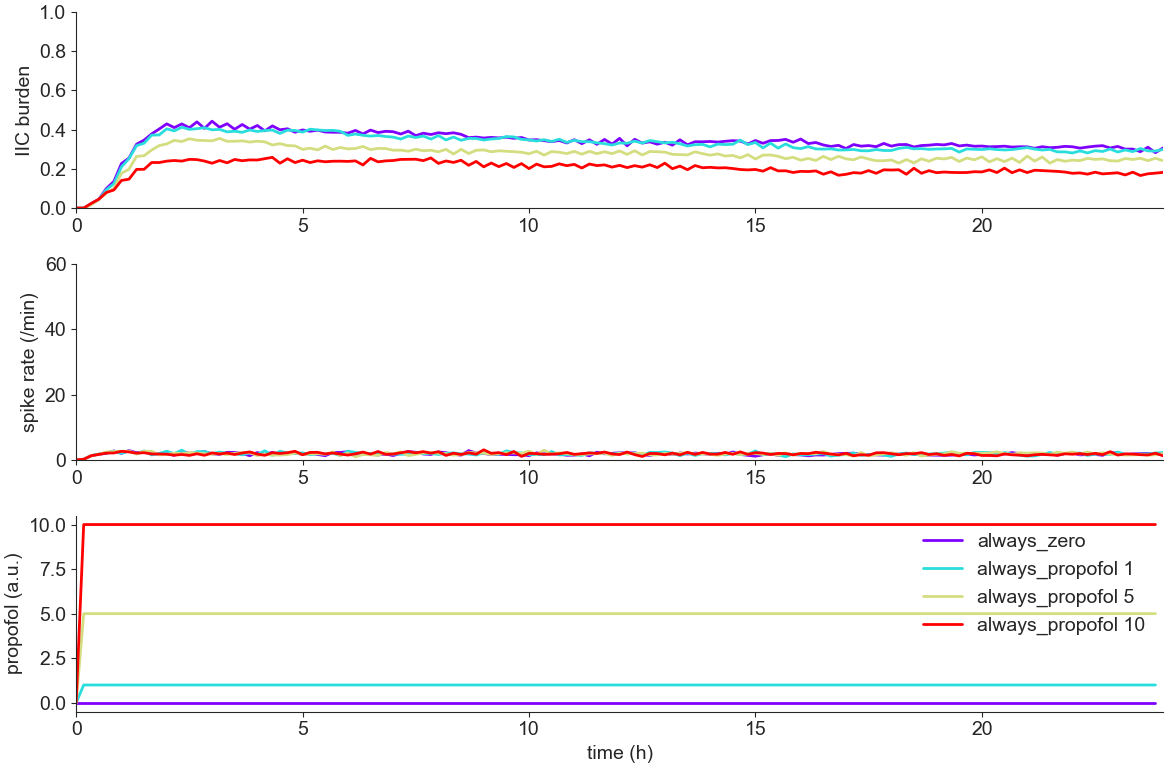 IIC burden
1.0
0.8
0.6
0.4
0.2
0.0
0 5 10 15 20
spike rate (/min)
60
40
20
0
0 5 10 15 20
propofol (a.u.)
10.0
7.5
5.0
2.5
0.0
always_zero
always_propofol 1
always_propofol 5
always_propofol 10
0 5 10 15 20
time (h)